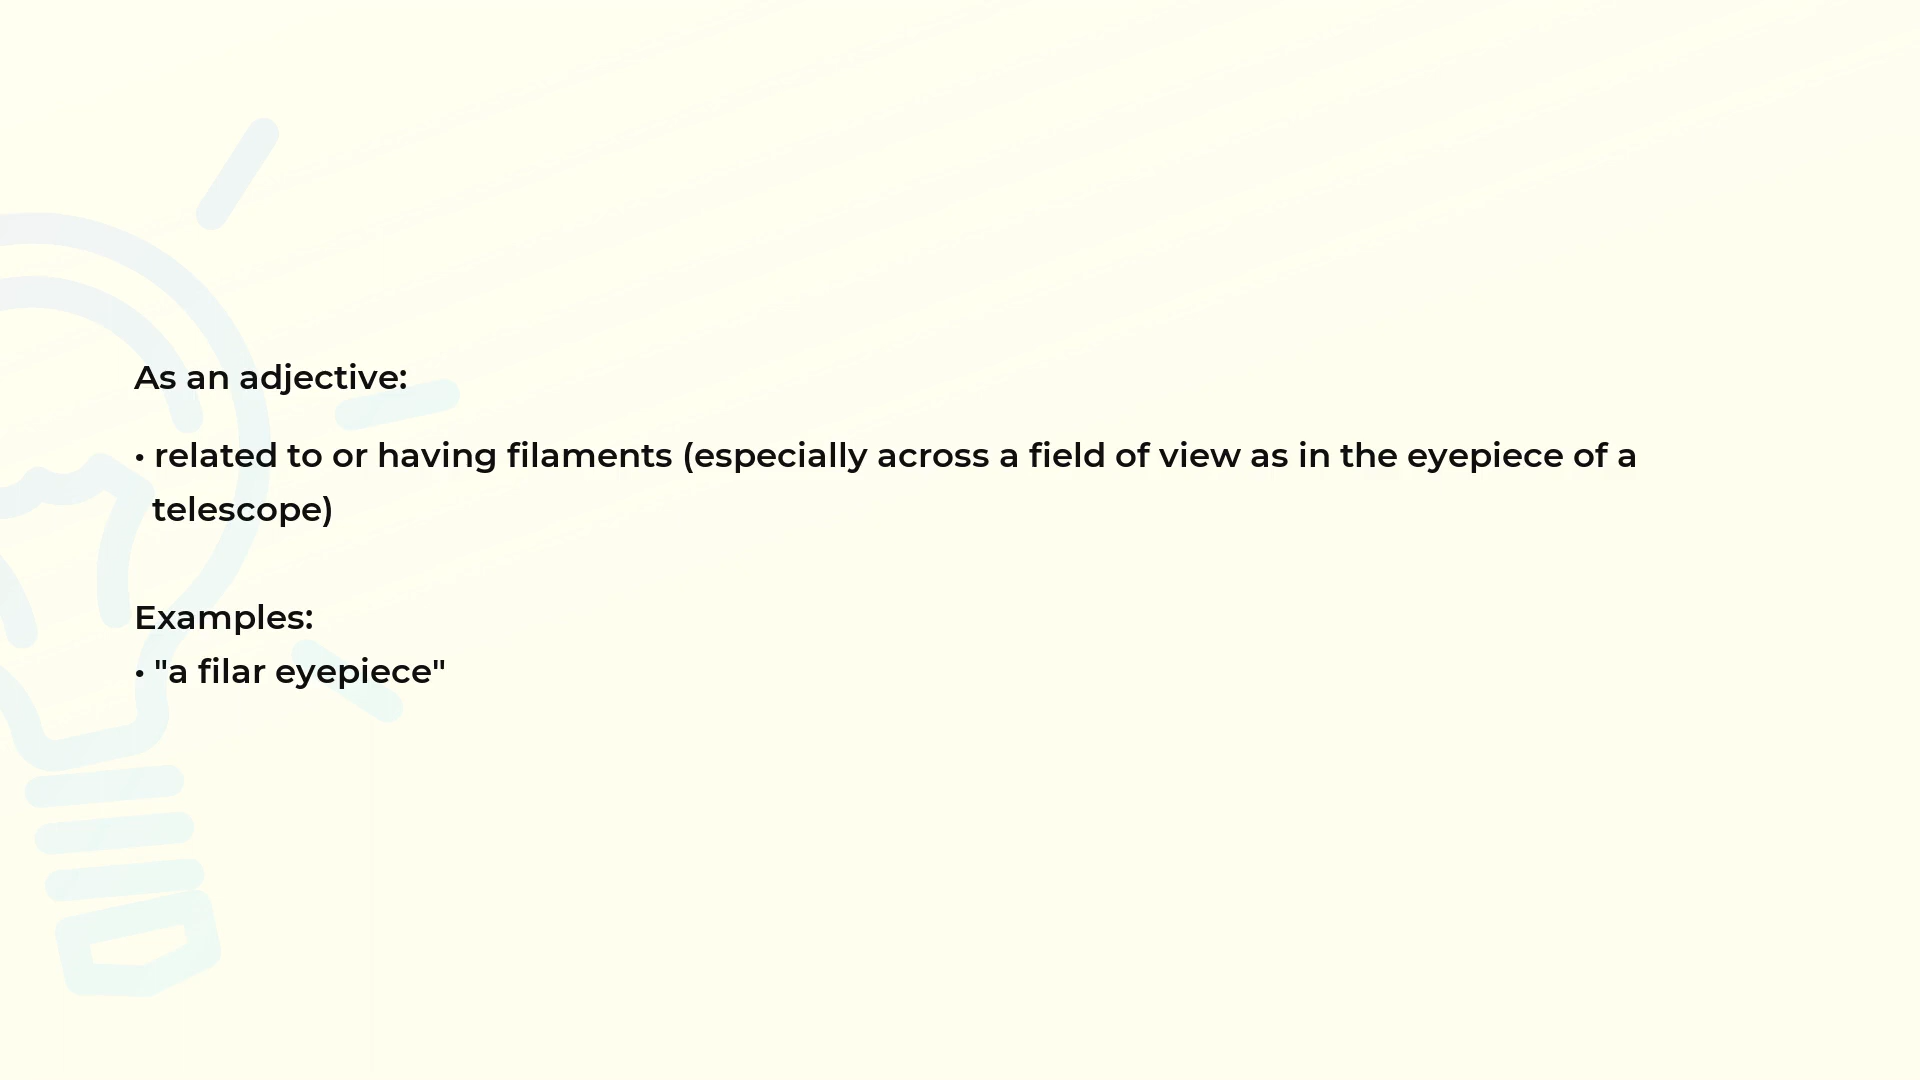 As an adjective:
• related to or having filaments (especially across a field of view as in the eyepiece of a
telescope)
Examples:
• "a filar eyepiece"